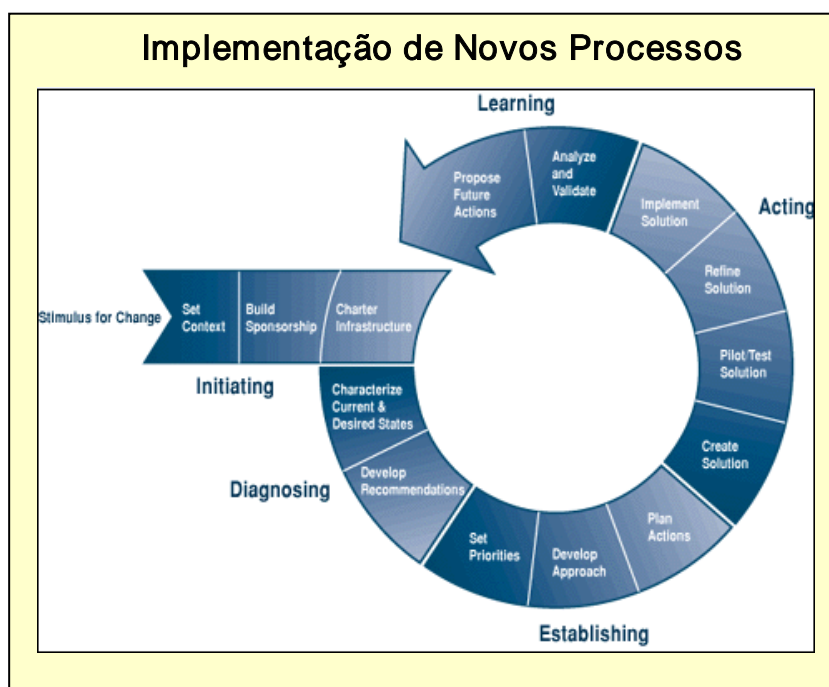 Implementação de Novos Processos
Stimulus for Change
Set
Context
Build
Sponsorship
Charter
Infrastructure
Initiating
Characterize
Current &
Desired States
Develop
Recommendations
Diagnosing
Set
Priorities
Develop
Approach
Plan
Actions
Establishing
Create
Solution
Pilot/Test
Solution
Refine
Solution
Implement
Solution
Acting
Analyze
and
Validate
Propose
Future
Actions
Learning